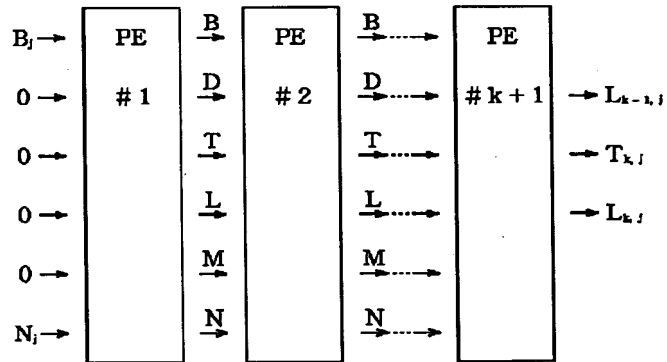 B_j → PE B PE B PE
0 → # 1 D # 2 D # k + 1 → L_{k-1, j}
0 → T T → T_{k, j}
0 → L L → L_{k, j}
0 → M M
N_j → N N